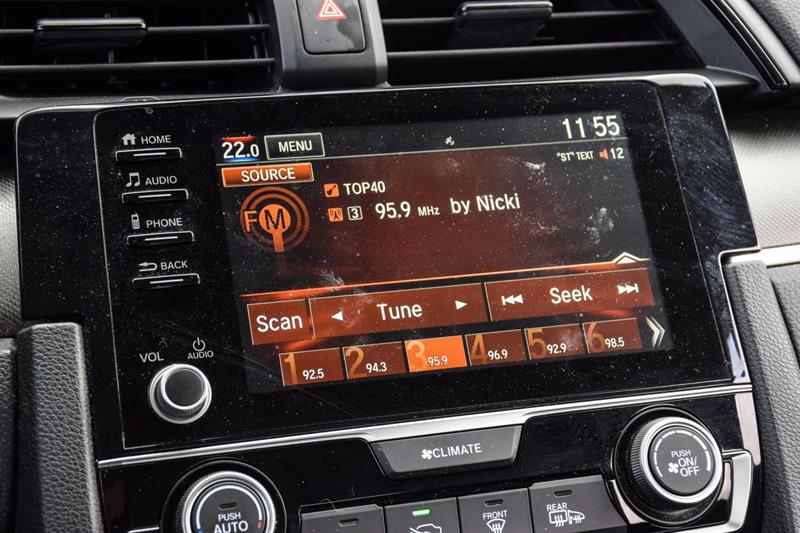 HOME
AUDIO
PHONE
BACK
VOL
AUDIO
22.0 MENU 11 55
SOURCE "ST" TEXT 12
FM
TOP40
3 95.9 MHz by Nicki
Scan Tune Seek
1 92.5 2 94.3 3 95.9 4 96.9 5 92.9 6 98.5
CLIMATE
PUSH AUTO
FRONT
REAR
PUSH ON/OFF